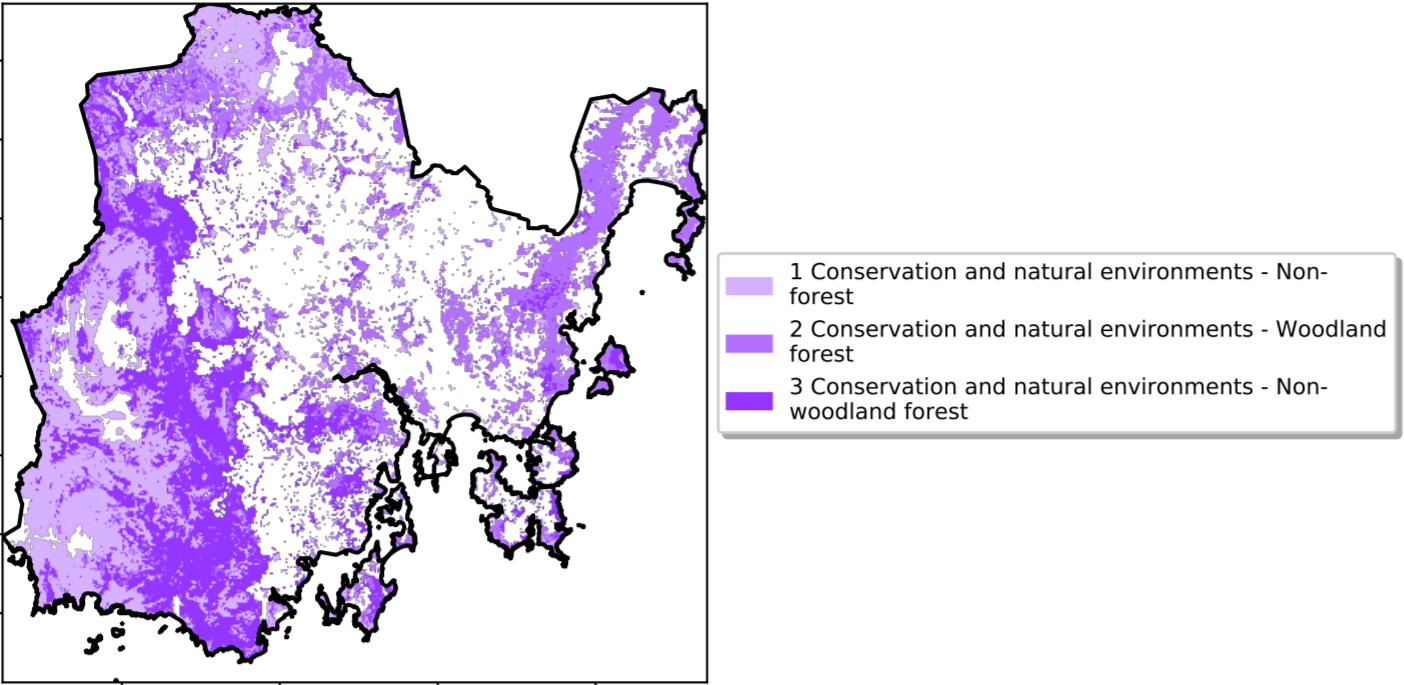 1 Conservation and natural environments - Non-
forest
2 Conservation and natural environments - Woodland
forest
3 Conservation and natural environments - Non-
woodland forest